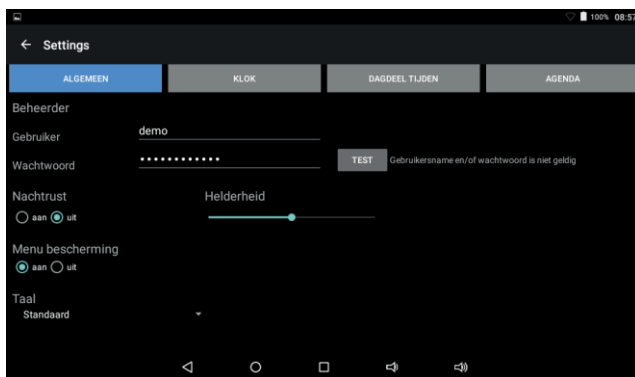 100% 08:57
Settings
ALGEMEEN KLOK DAGDEEL TIJDEN AGENDA
Beheerder
Gebruiker demo
Wachtwoord •••••••••••• TEST Gebruikersname en/of wachtwoord is niet geldig
Nachtrust Helderheid
aan uit
Menu bescherming
aan uit
Taal
Standaard